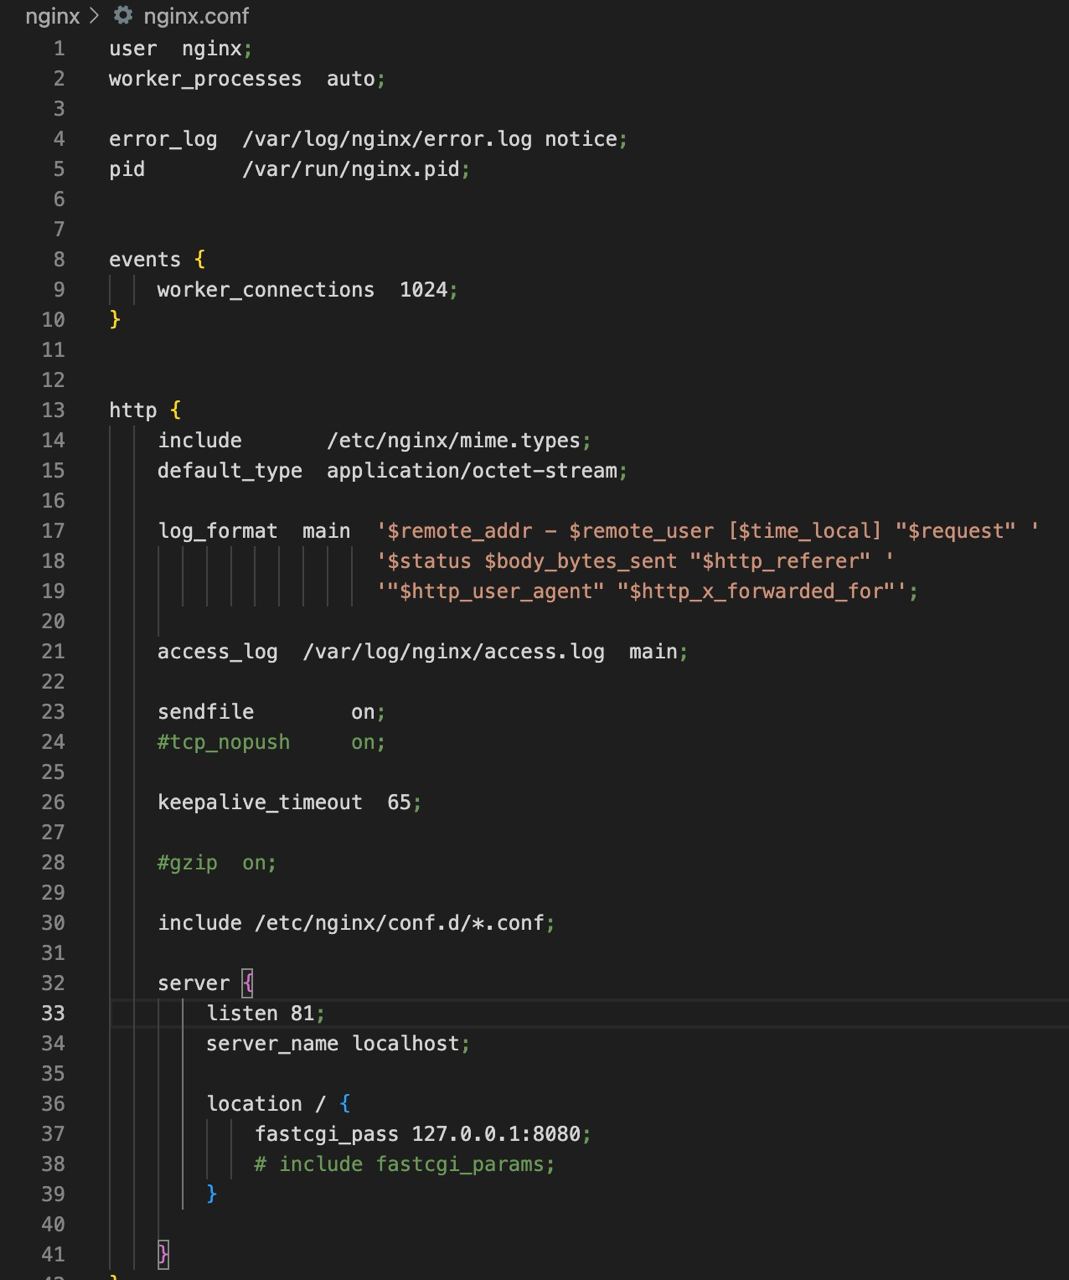 nginx > nginx.conf
1 user  nginx;
2 worker_processes  auto;
3
4 error_log  /var/log/nginx/error.log notice;
5 pid        /var/run/nginx.pid;
6
7
8 events {
9     worker_connections  1024;
10 }
11
12
13 http {
14     include       /etc/nginx/mime.types;
15     default_type  application/octet-stream;
16
17     log_format  main  '$remote_addr - $remote_user [$time_local] "$request" '
18                       '$status $body_bytes_sent "$http_referer" '
19                       '"$http_user_agent" "$http_x_forwarded_for"';
20
21     access_log  /var/log/nginx/access.log  main;
22
23     sendfile        on;
24     #tcp_nopush     on;
25
26     keepalive_timeout  65;
27
28     #gzip  on;
29
30     include /etc/nginx/conf.d/*.conf;
31
32     server {
33         listen 81;
34         server_name localhost;
35
36         location / {
37             fastcgi_pass 127.0.0.1:8080;
38             # include fastcgi_params;
39         }
40
41     }